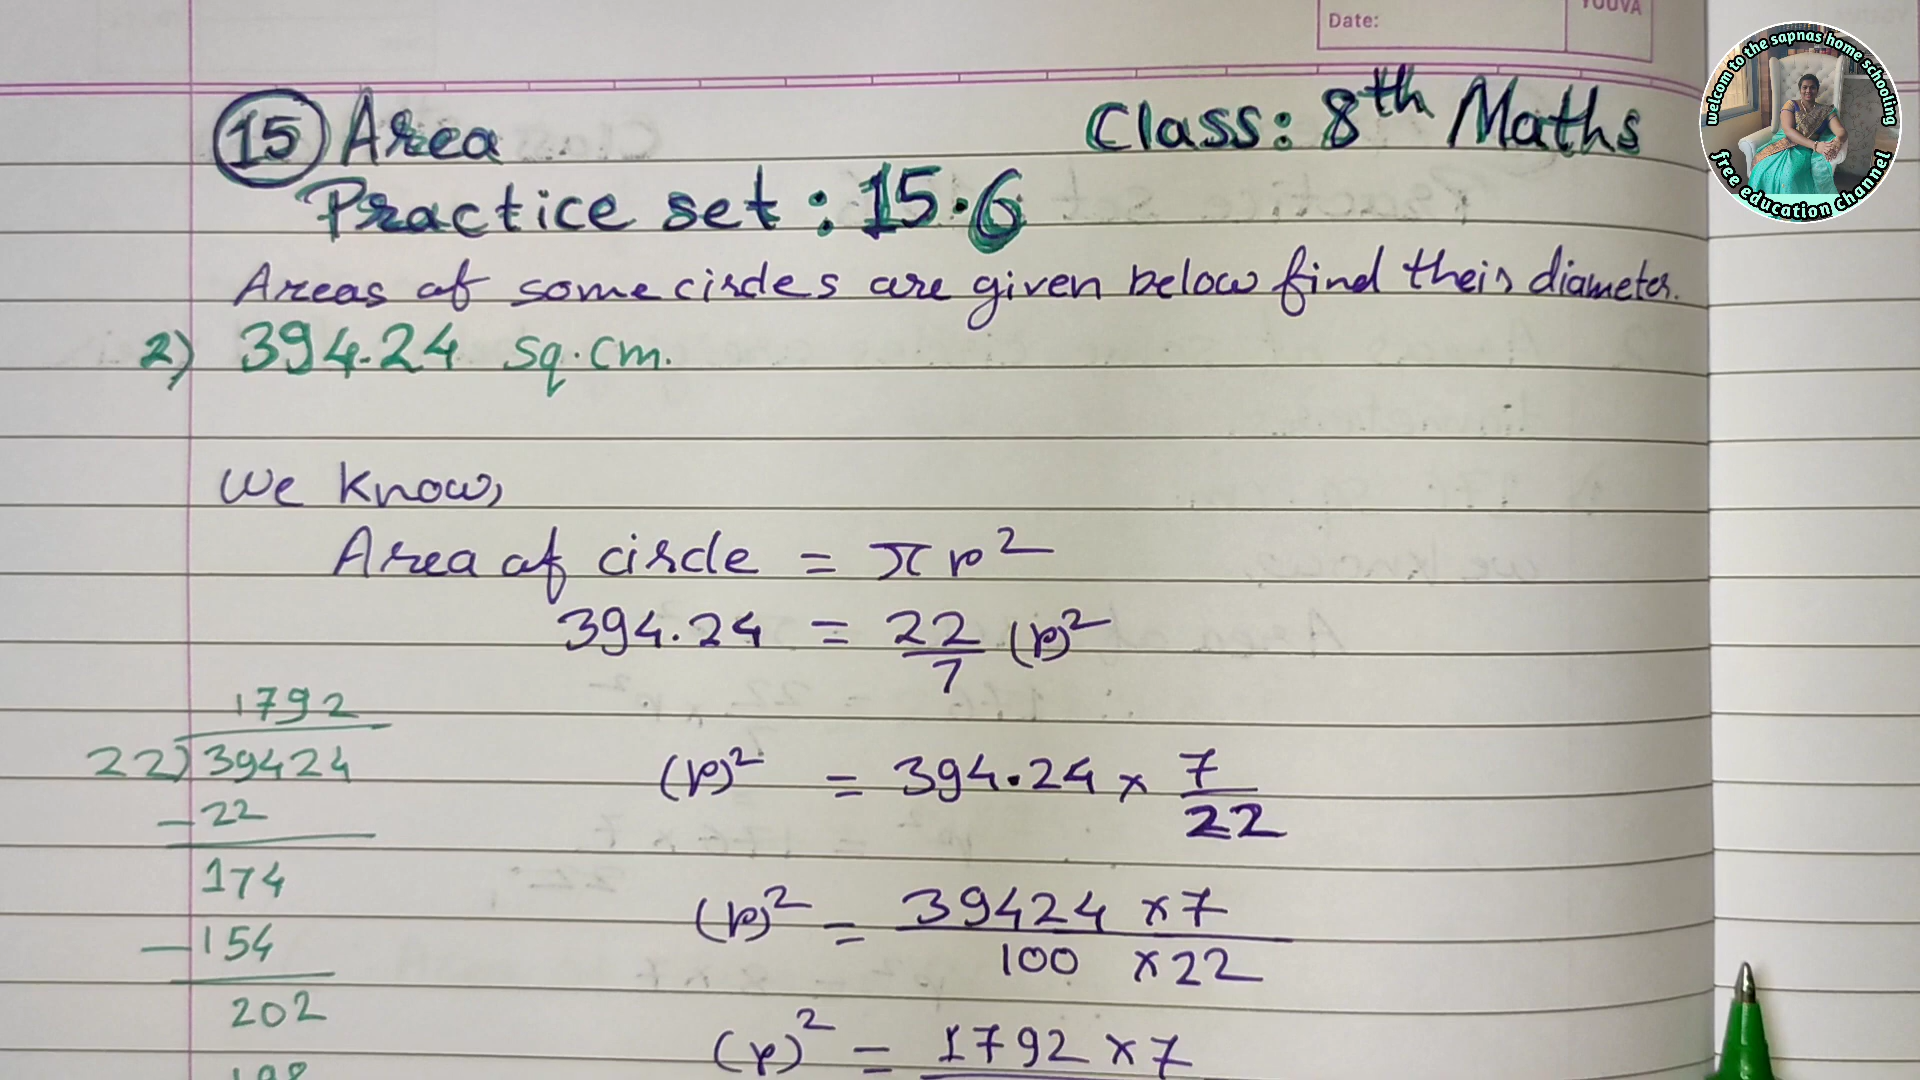 Date:
YOUVA
welcom to the sapnas home schooling
free education channel
15 Area
Class: 8th Maths
Practice set : 15.6
Areas of some circles are given below find their diameter.
2) 394.24 sq.cm.
We know,
Area of circle = πr²
394.24 = 22/7 (r)²
(r)² = 394.24 × 7/22
(r)² = 39424 × 7 / 100 × 22
(r)² = 1792 × 7
1792
22)39424
- 22
174
- 154
202
198